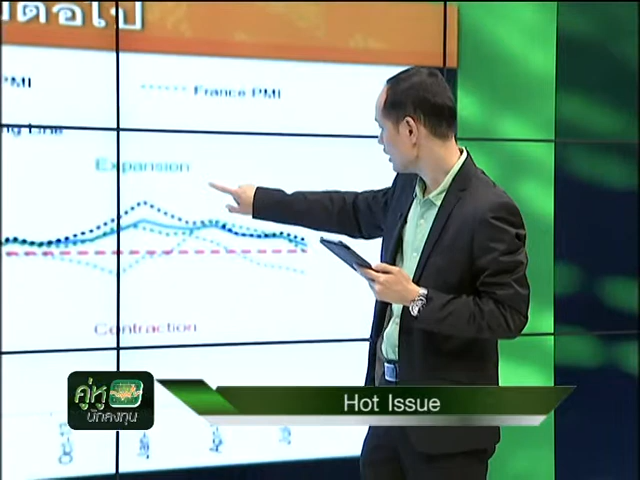 ต่อไป
PMI
France PMI
Line
Expansion
Contraction
คู่หู
นักลงทุน
Hot Issue